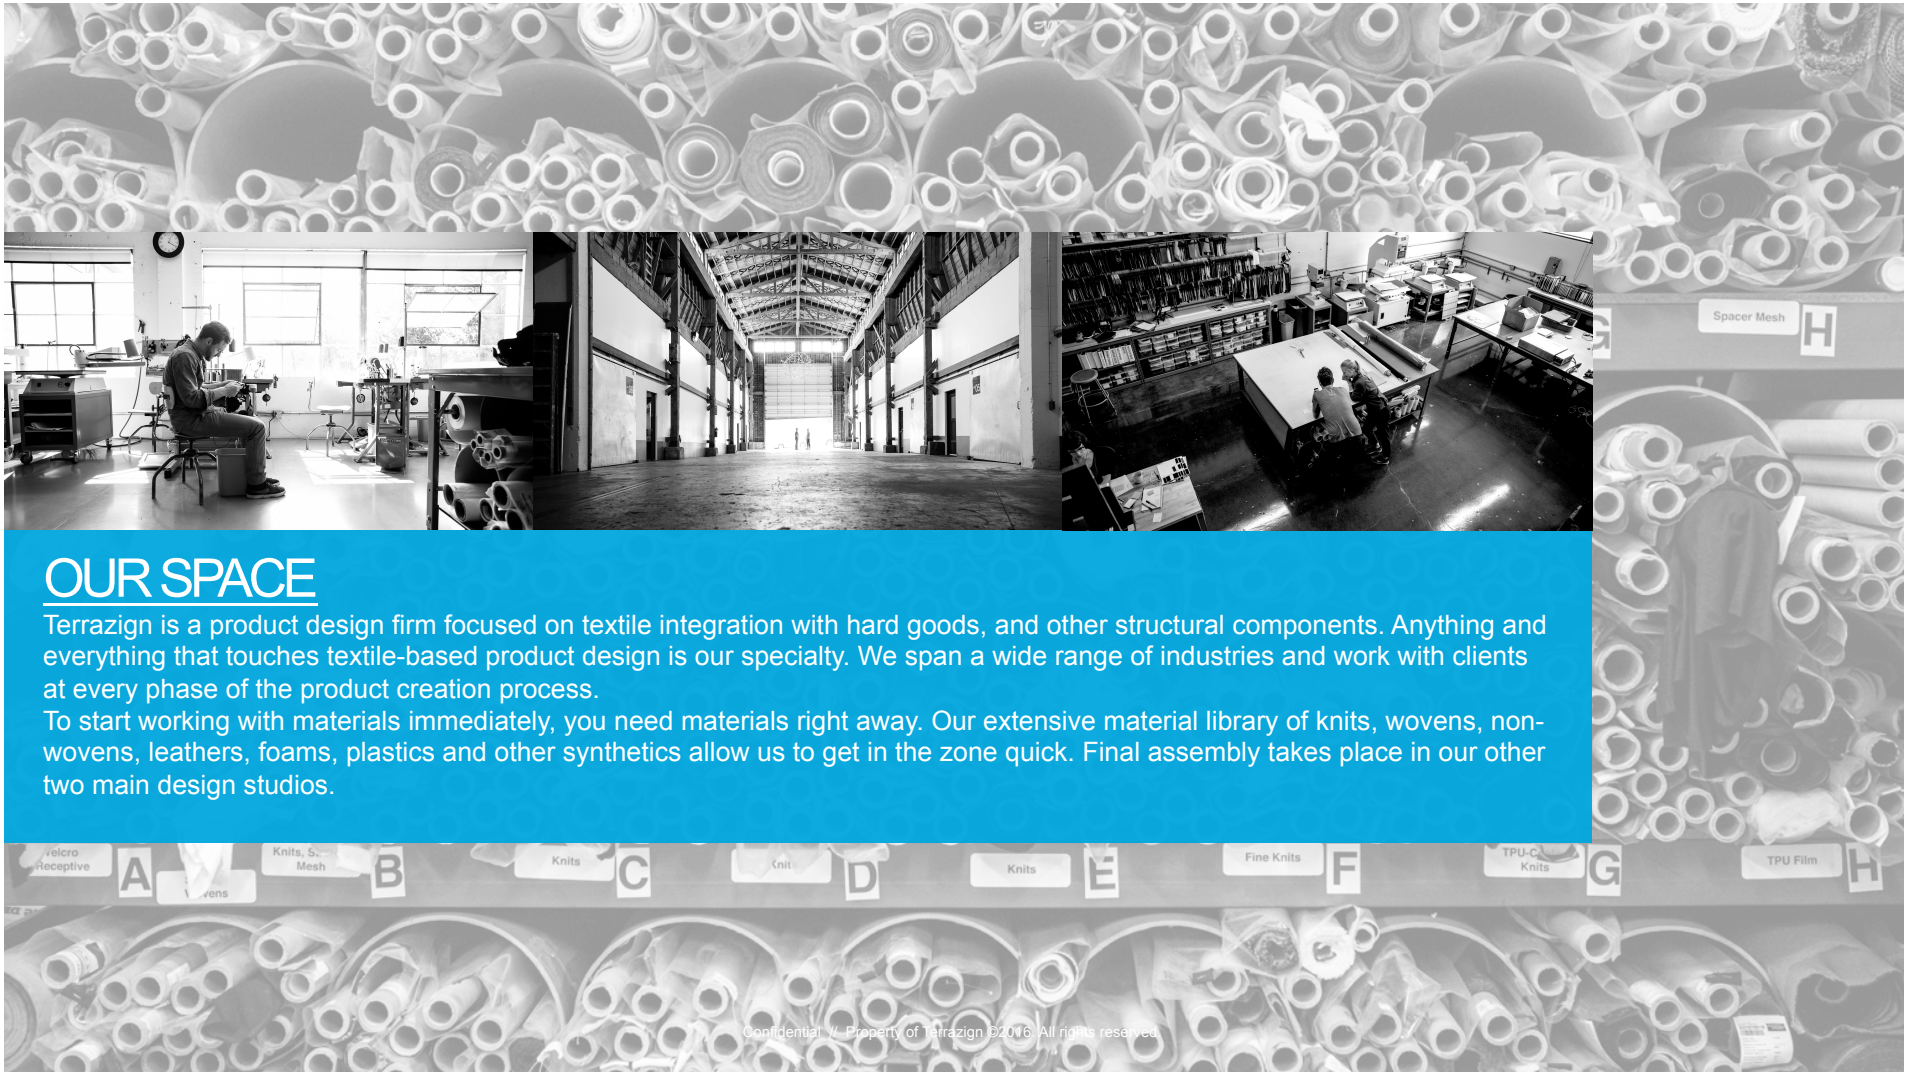 G
Spacer Mesh
H
OUR SPACE
Terrazign is a product design firm focused on textile integration with hard goods, and other structural components. Anything and
everything that touches textile-based product design is our specialty. We span a wide range of industries and work with clients
at every phase of the product creation process.
To start working with materials immediately, you need materials right away. Our extensive material library of knits, wovens, non-
wovens, leathers, foams, plastics and other synthetics allow us to get in the zone quick. Final assembly takes place in our other
two main design studios.
Velcro
Receptive
A
B
Knits
C
D
Knits
E
Fine Knits
F
Knits
G
TPU Film
H
Mesh
Confidential // Property of Terrazign ©2016. All rights reserved.